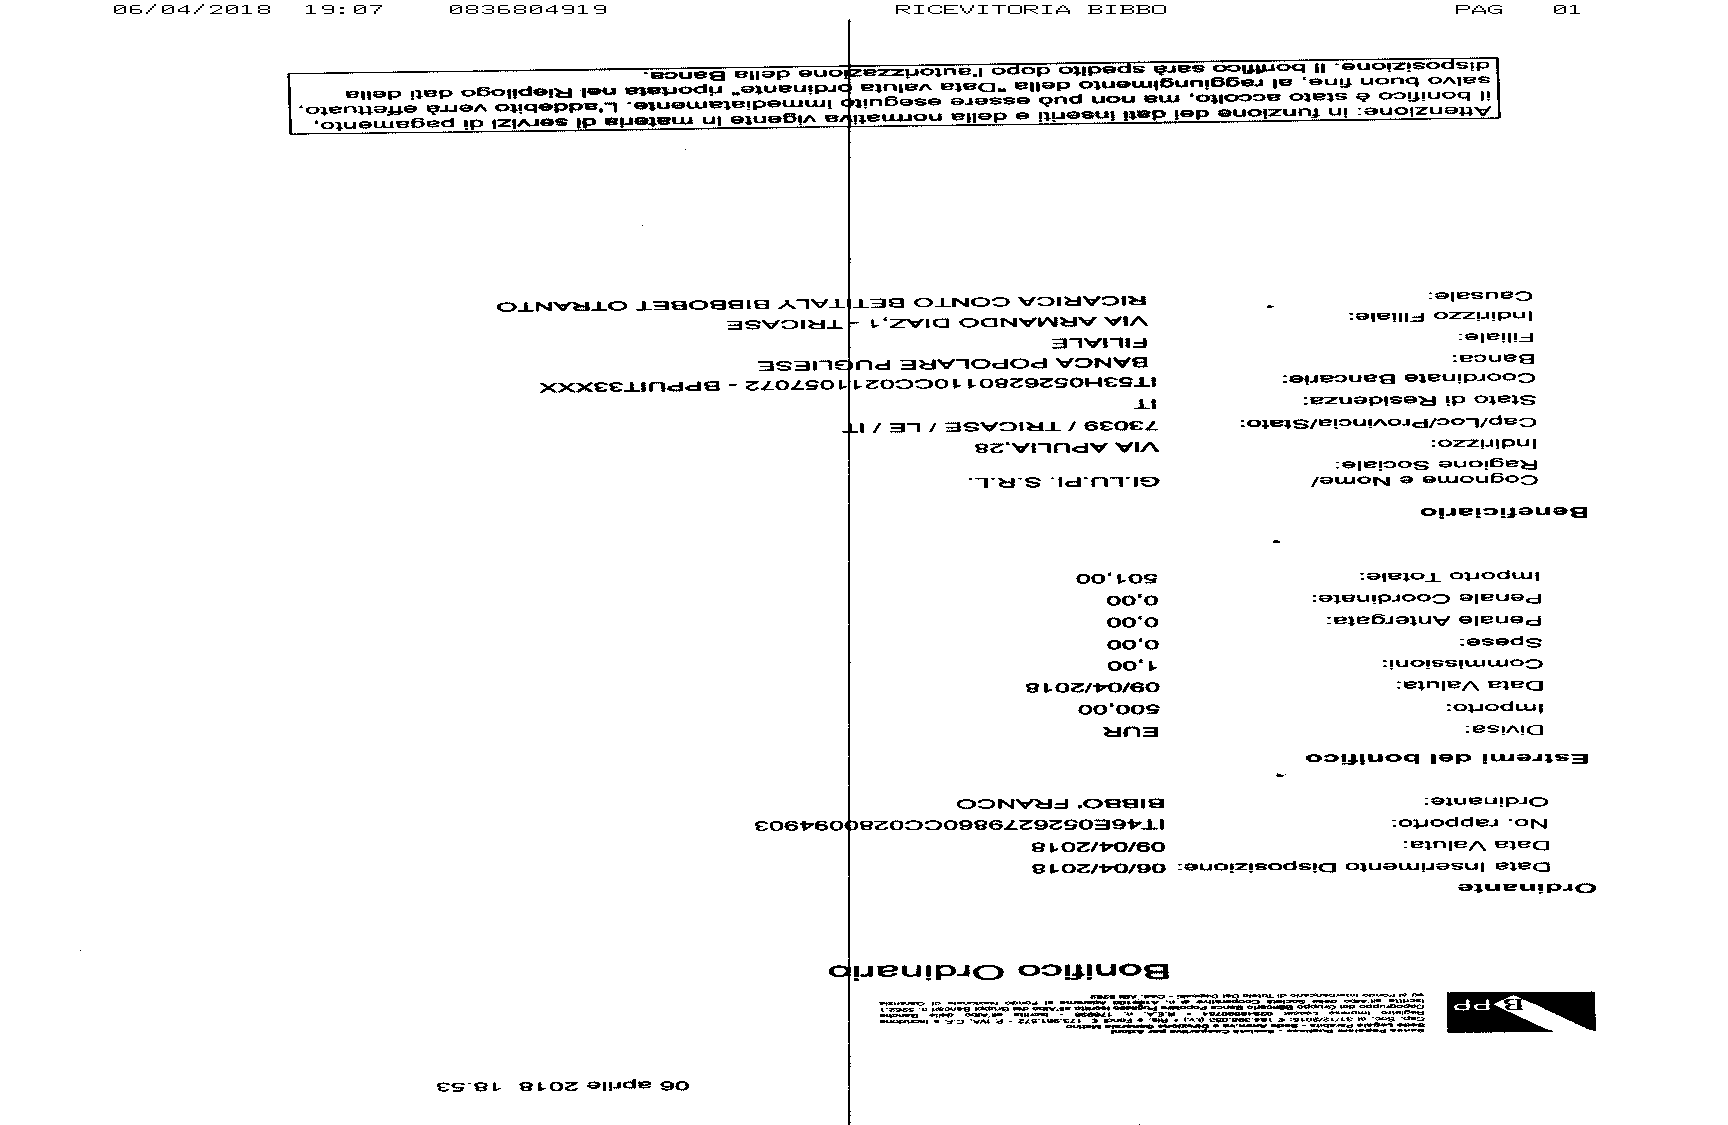 06/04/2018 19:07 0836804919 RICEVITORIA BIBBO PAG 01
06 aprile 2018 18.53
BPP
Banca Popolare Pugliese - Società Cooperativa per Azioni
Bonifico Ordinario
Ordinante
Data Inserimento Disposizione: 06/04/2018
Data Valuta: 09/04/2018
No. rapporto: IT46E0526279860CC0280094903
Ordinante: BIBBO' FRANCO
Estremi del bonifico
Divisa: EUR
Importo: 500,00
Data Valuta: 09/04/2018
Commissioni: 1,00
Spese: 0,00
Penale Antergata: 0,00
Penale Coordinate: 0,00
Importo Totale: 501,00
Beneficiario
Cognome e Nome/ GI.LU.PI. S.R.L.
Ragione Sociale:
Indirizzo: VIA APULIA,28
Cap/Loc/Provincia/Stato: 73039 / TRICASE / LE / IT
Stato di Residenza: IT
Coordinate Bancarie: IT53H0526280110CC0211057072 - BPPUIT33XXX
Banca: BANCA POPOLARE PUGLIESE
Filiale: FILIALE
Indirizzo Filiale: VIA ARMANDO DIAZ,1 - TRICASE
Causale: RICARICA CONTO BETITALY BIBBOBET OTRANTO
Attenzione: in funzione dei dati inseriti e della normativa vigente in materia di servizi di pagamento,
il bonifico è stato accolto, ma non può essere eseguito immediatamente. L'addebito verrà effettuato,
salvo buon fine, al raggiungimento della "Data valuta ordinante" riportata nel Riepilogo dati della
disposizione. Il bonifico sarà spedito dopo l'autorizzazione della Banca.